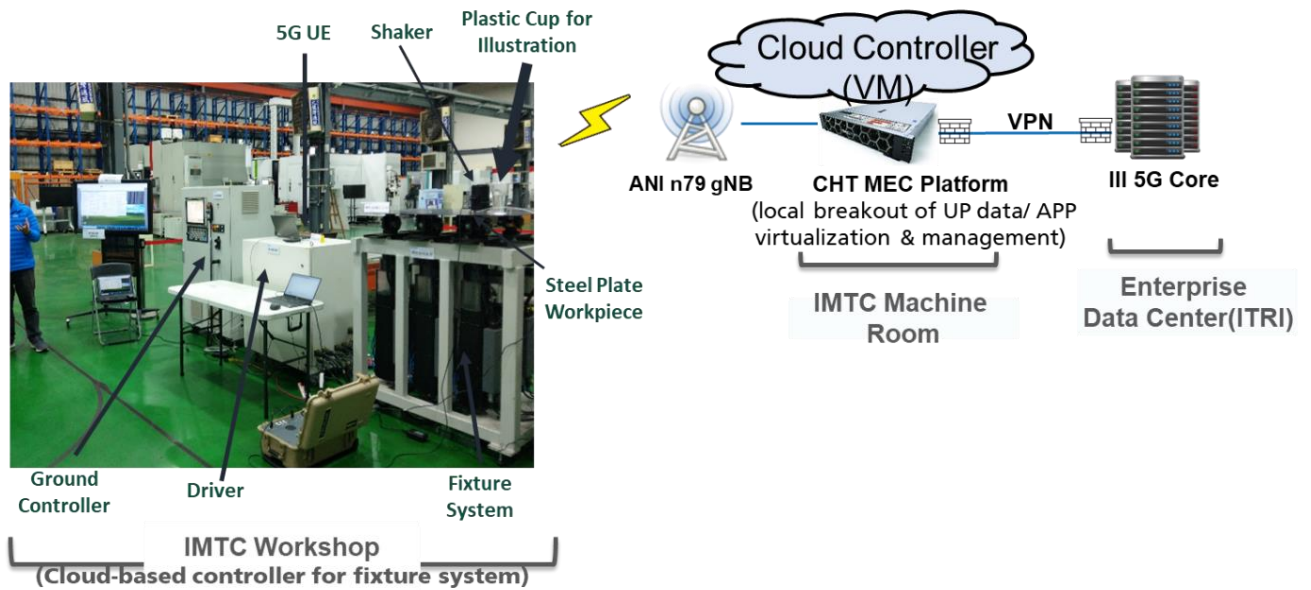 5G UE
Shaker
Plastic Cup for
Illustration
Cloud Controller
(VM)
VPN
ANI n79 gNB
CHT MEC Platform
(local breakout of UP data/ APP
virtualization & management)
III 5G Core
Steel Plate
Workpiece
IMTC Machine
Room
Enterprise
Data Center(ITRI)
Ground
Controller
Driver
Fixture
System
IMTC Workshop
(Cloud-based controller for fixture system)